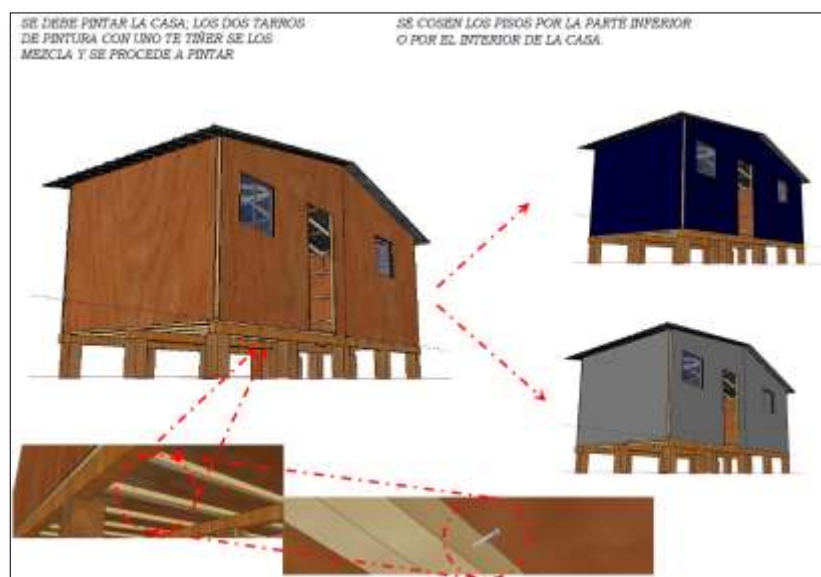 SE DEBE PINTAR LA CASA; LOS DOS TARROS
DE PINTURA CON UNO TE TIÑER SE LOS
MEZCLA Y SE PROCEDE A PINTAR
SE COSEN LOS PISOS POR LA PARTE INFERIOR
O POR EL INTERIOR DE LA CASA.